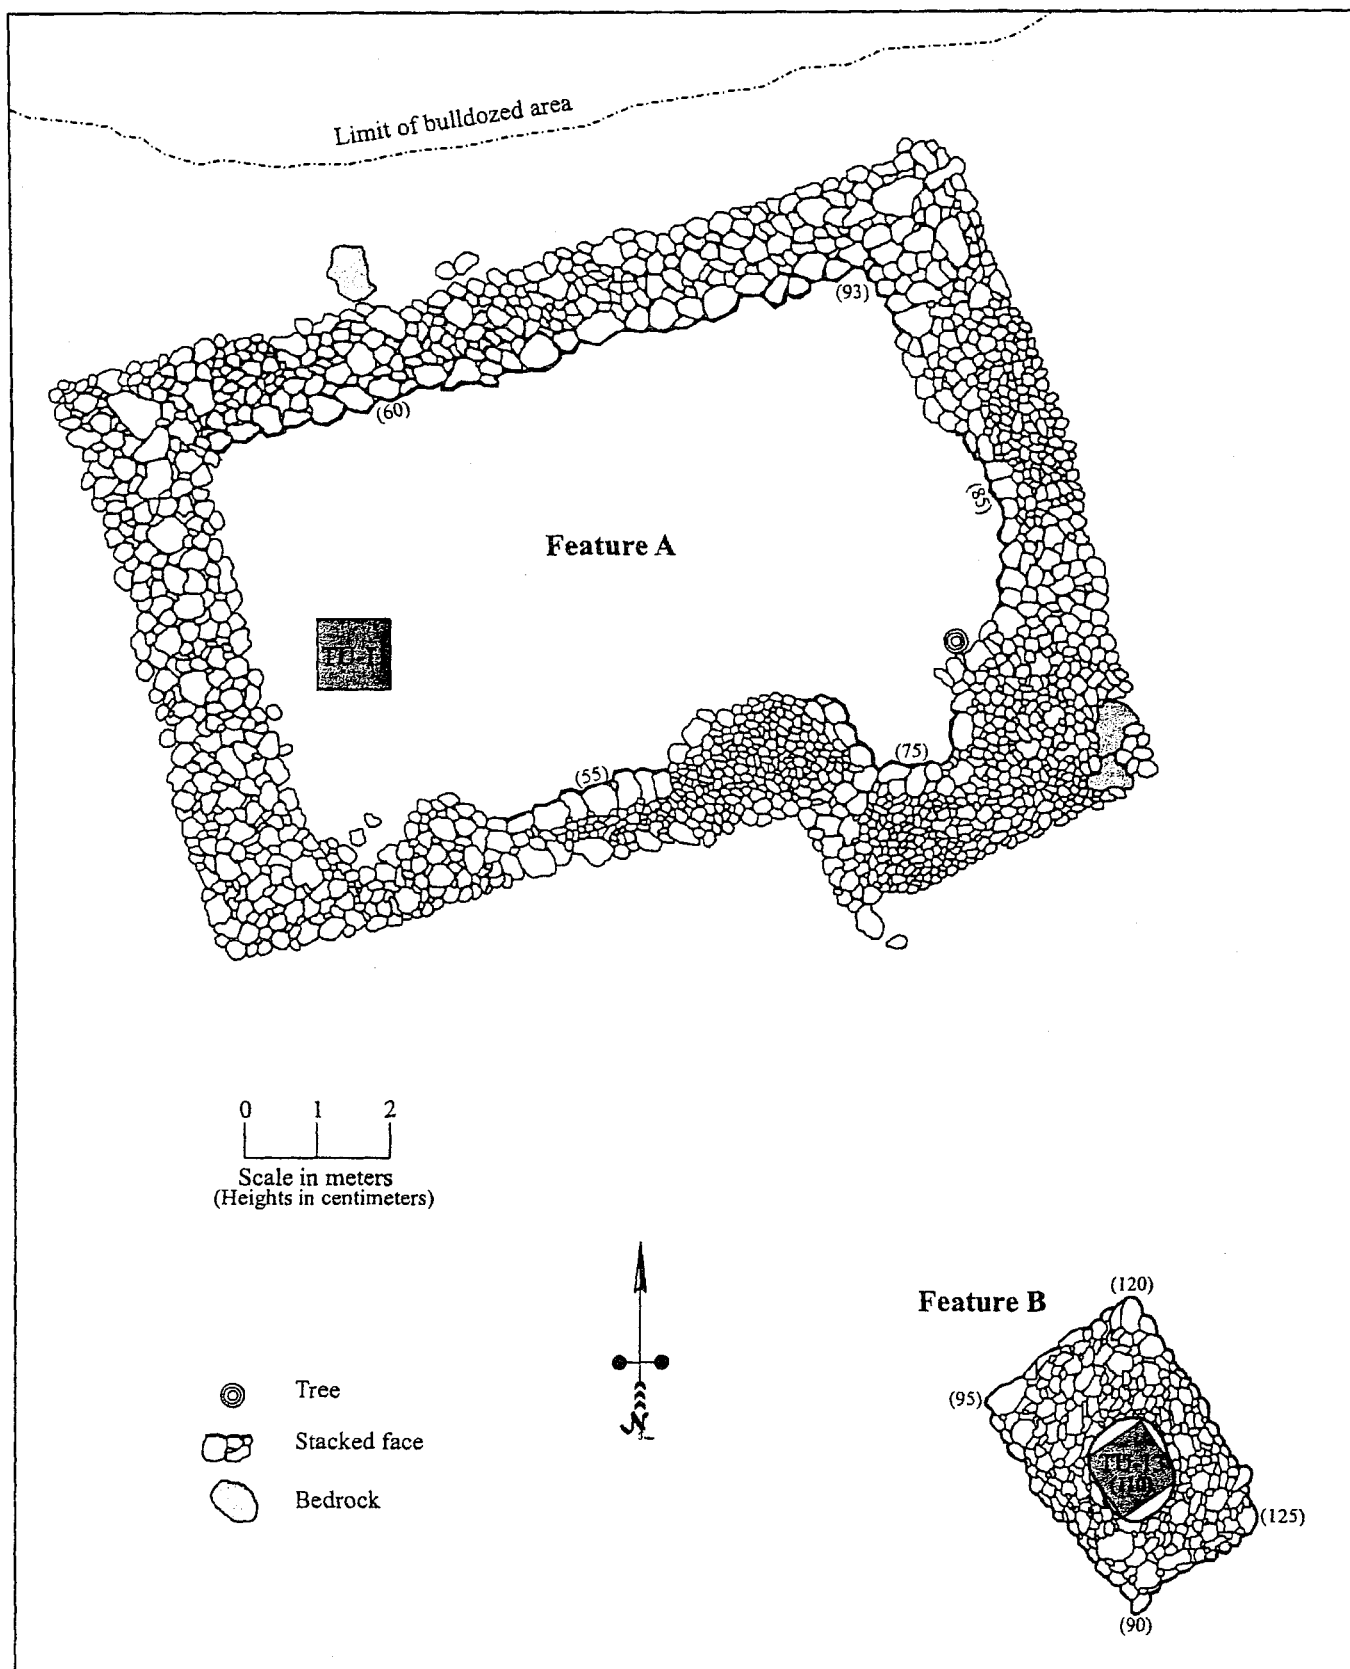 Limit of bulldozed area
(93)
(60)
(85)
Feature A
(75)
(55)
0 1 2
Scale in meters
(Heights in centimeters)
(120)
Feature B
(95)
Tree
N
Stacked face
(125)
Bedrock
(90)